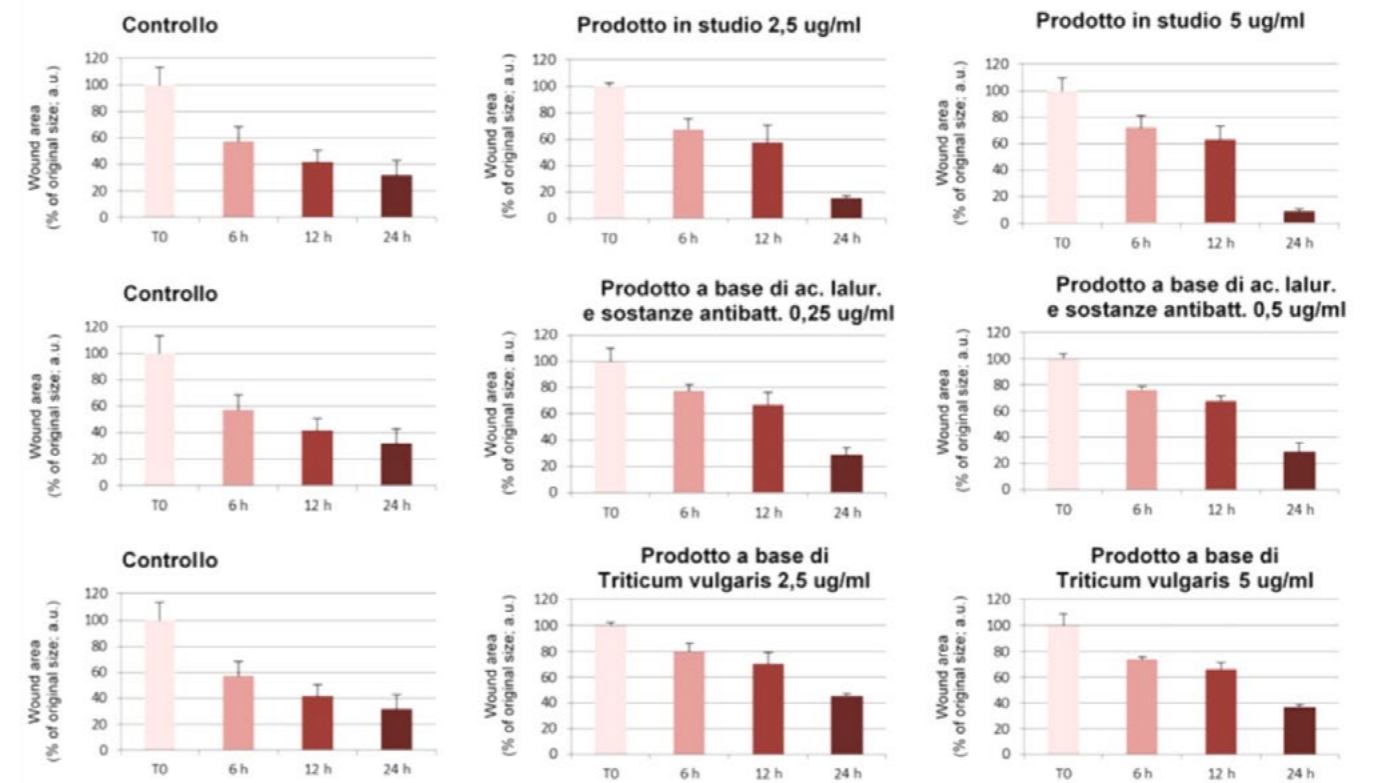 Controllo
Wound area
(% of original size; a.u.)
120
100
80
60
40
20
0
T0 6 h 12 h 24 h
Prodotto in studio 2,5 ug/ml
Wound area
(% of original size; a.u.)
120
100
80
60
40
20
0
T0 6 h 12 h 24 h
Prodotto in studio 5 ug/ml
Wound area
(% of original size; a.u.)
120
100
80
60
40
20
0
T0 6 h 12 h 24 h
Controllo
Wound area
(% of original size; a.u.)
120
100
80
60
40
20
0
T0 6 h 12 h 24 h
Prodotto a base di ac. Ialur.
e sostanze antibatt. 0,25 ug/ml
Wound area
(% of original size; a.u.)
120
100
80
60
40
20
0
T0 6 h 12 h 24 h
Prodotto a base di ac. Ialur.
e sostanze antibatt. 0,5 ug/ml
Wound area
(% of original size; a.u.)
120
100
80
60
40
20
0
T0 6 h 12 h 24 h
Controllo
Wound area
(% of original size; a.u.)
120
100
80
60
40
20
0
T0 6 h 12 h 24 h
Prodotto a base di
Triticum vulgaris 2,5 ug/ml
Wound area
(% of original size; a.u.)
120
100
80
60
40
20
0
T0 6 h 12 h 24 h
Prodotto a base di
Triticum vulgaris 5 ug/ml
Wound area
(% of original size; a.u.)
120
100
80
60
40
20
0
T0 6 h 12 h 24 h